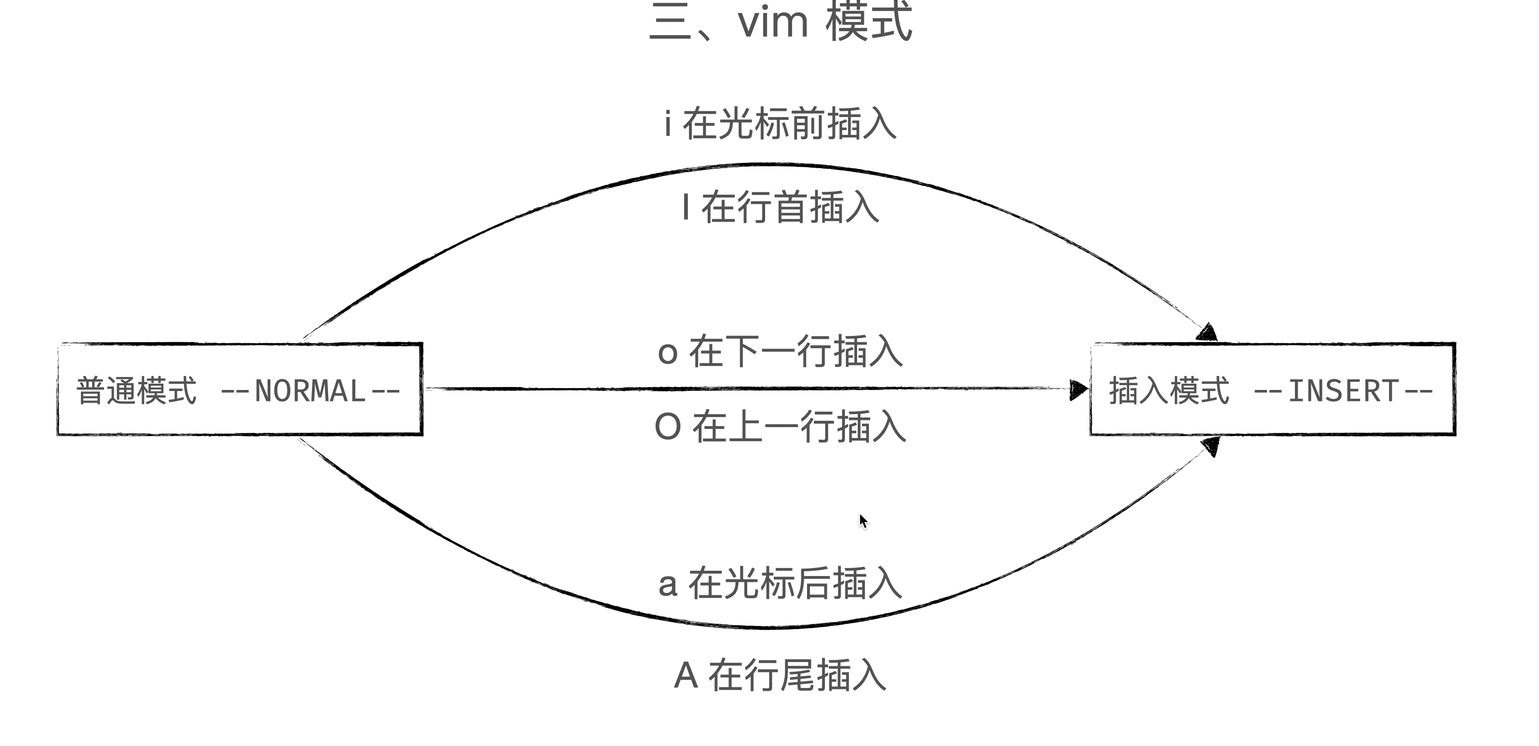 三、vim 模式
i 在光标前插入
I 在行首插入
o 在下一行插入
普通模式 --NORMAL--
插入模式 --INSERT--
O 在上一行插入
a 在光标后插入
A 在行尾插入